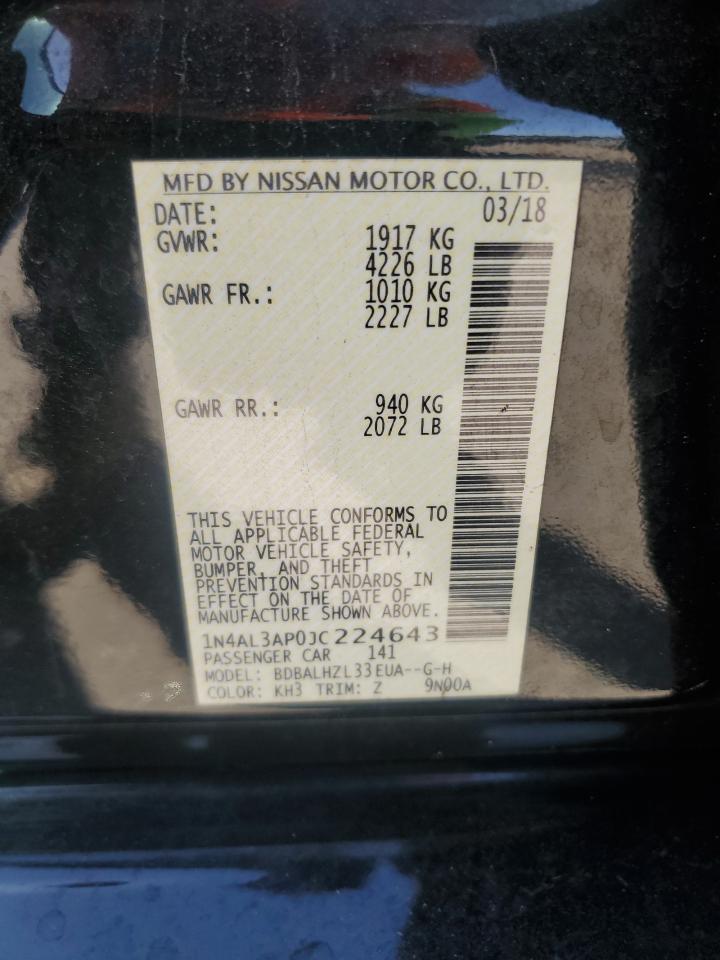 MFD BY NISSAN MOTOR CO., LTD.
DATE: 03/18
GVWR: 1917 KG
4226 LB
GAWR FR.: 1010 KG
2227 LB
GAWR RR.: 940 KG
2072 LB
THIS VEHICLE CONFORMS TO
ALL APPLICABLE FEDERAL
MOTOR VEHICLE SAFETY,
BUMPER, AND THEFT
PREVENTION STANDARDS IN
EFFECT ON THE DATE OF
MANUFACTURE SHOWN ABOVE.
1N4AL3AP0JC224643
PASSENGER CAR 141
MODEL: BDBALHZL33EUA--G-H
COLOR: KH3 TRIM: Z 9N00A